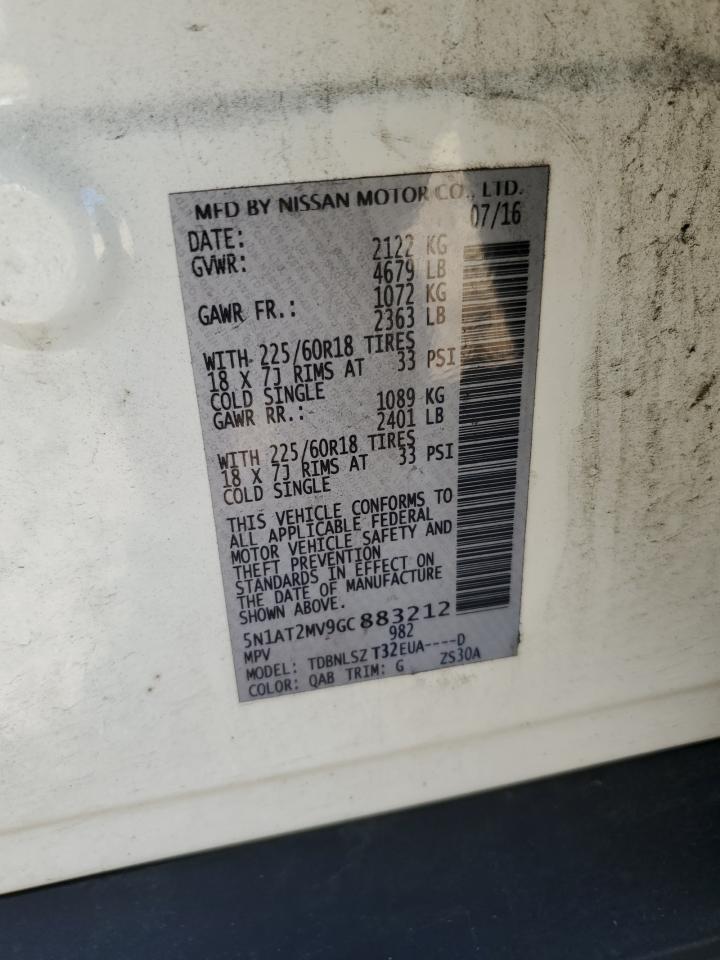 MFD BY NISSAN MOTOR CO., LTD.
DATE: 07/16
GVWR: 2122 KG
4679 LB
GAWR FR.: 1072 KG
2363 LB
WITH 225/60R18 TIRES
18 X 7J RIMS AT 33 PSI
COLD SINGLE
GAWR RR.: 1089 KG
2401 LB
WITH 225/60R18 TIRES
18 X 7J RIMS AT 33 PSI
COLD SINGLE
THIS VEHICLE CONFORMS TO
ALL APPLICABLE FEDERAL
MOTOR VEHICLE SAFETY AND
THEFT PREVENTION
STANDARDS IN EFFECT ON
THE DATE OF MANUFACTURE
SHOWN ABOVE.
5N1AT2MV9GC883212
MPV 982
MODEL: TDBNLSZ T32EUA----D
COLOR: QAB TRIM: G ZS30A